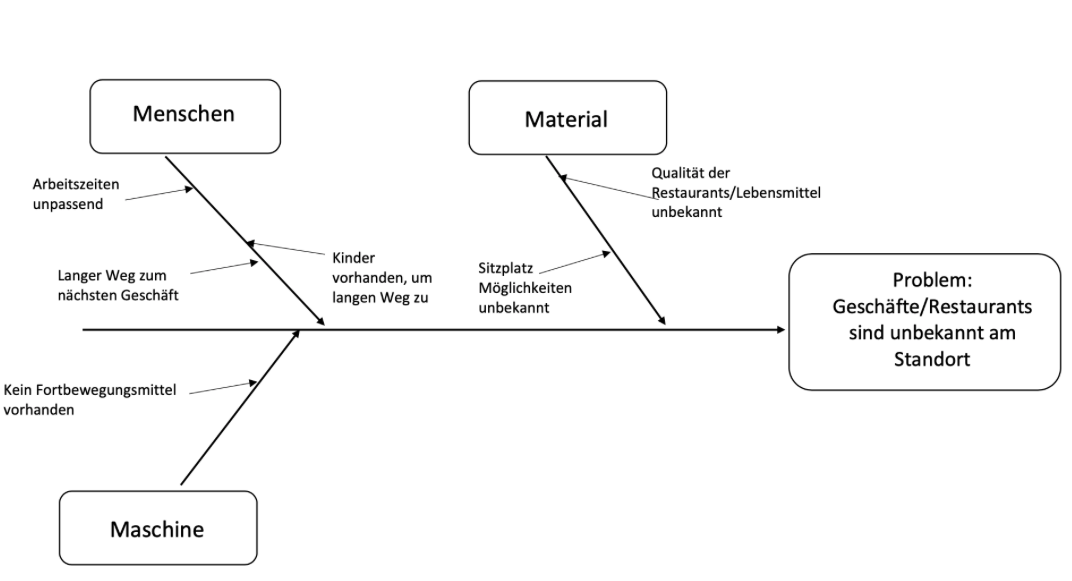 Menschen
Material
Arbeitszeiten
unpassend
Qualität der
Restaurants/Lebensmittel
unbekannt
Langer Weg zum
nächsten Geschäft
Kinder
vorhanden, um
langen Weg zu
Sitzplatz
Möglichkeiten
unbekannt
Problem:
Geschäfte/Restaurants
sind unbekannt am
Standort
Kein Fortbewegungsmittel
vorhanden
Maschine